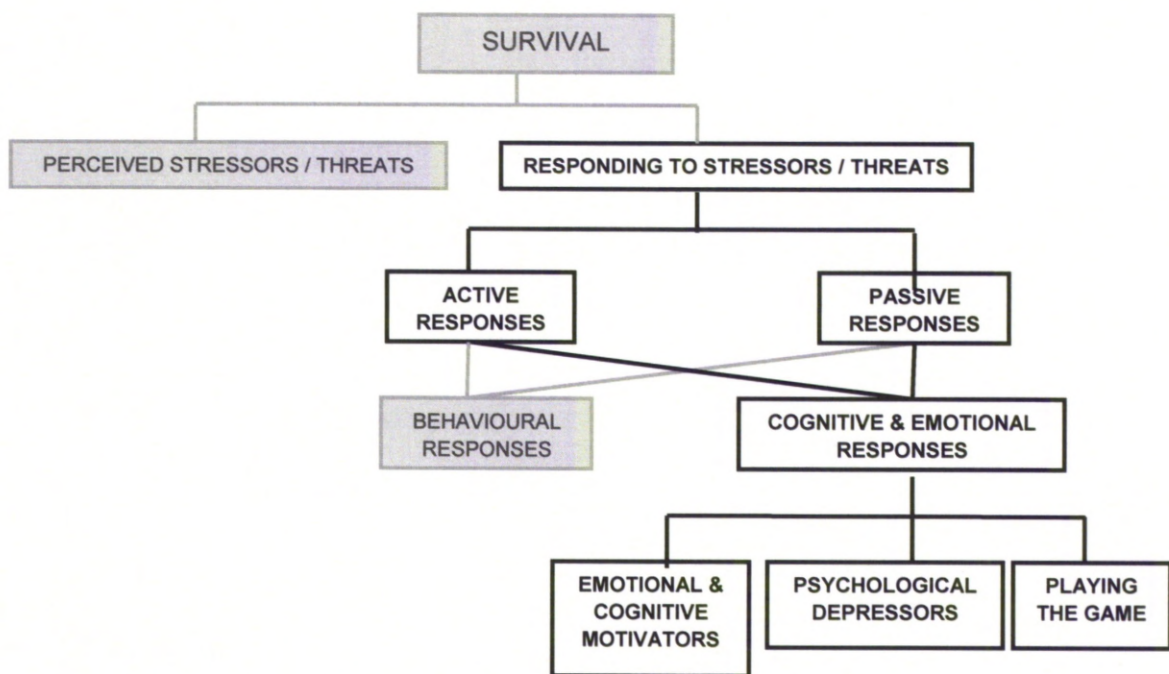 SURVIVAL
PERCEIVED STRESSORS / THREATS
RESPONDING TO STRESSORS / THREATS
ACTIVE
RESPONSES
PASSIVE
RESPONSES
BEHAVIOURAL
RESPONSES
COGNITIVE & EMOTIONAL
RESPONSES
EMOTIONAL &
COGNITIVE
MOTIVATORS
PSYCHOLOGICAL
DEPRESSORS
PLAYING
THE GAME